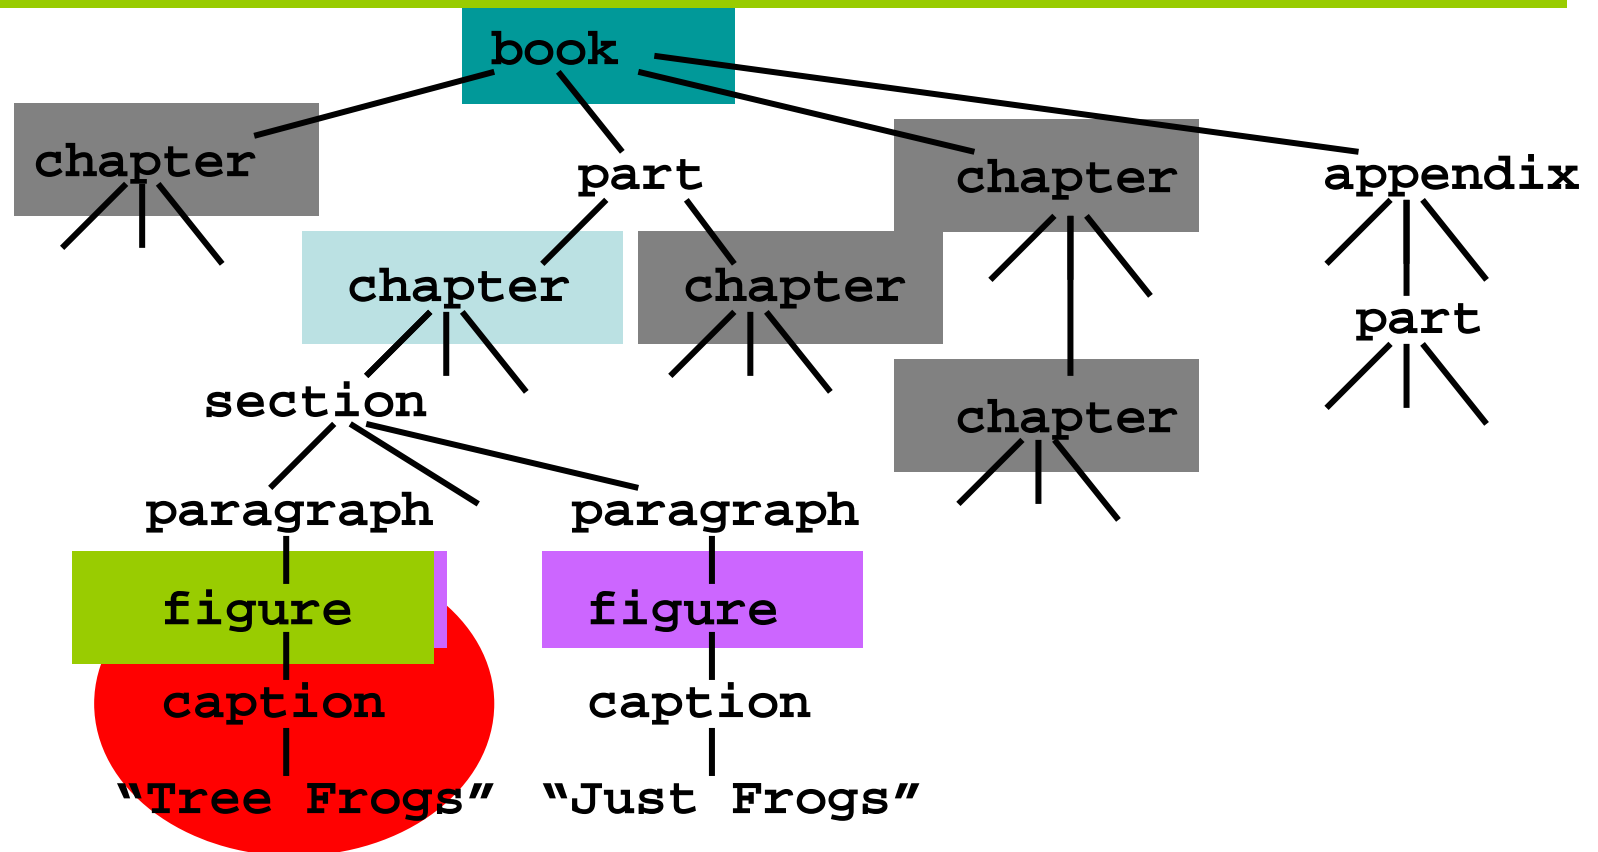 book
chapter
part
chapter
appendix
chapter
chapter
part
section
chapter
paragraph
paragraph
figure
figure
caption
caption
“Tree Frogs”
“Just Frogs”